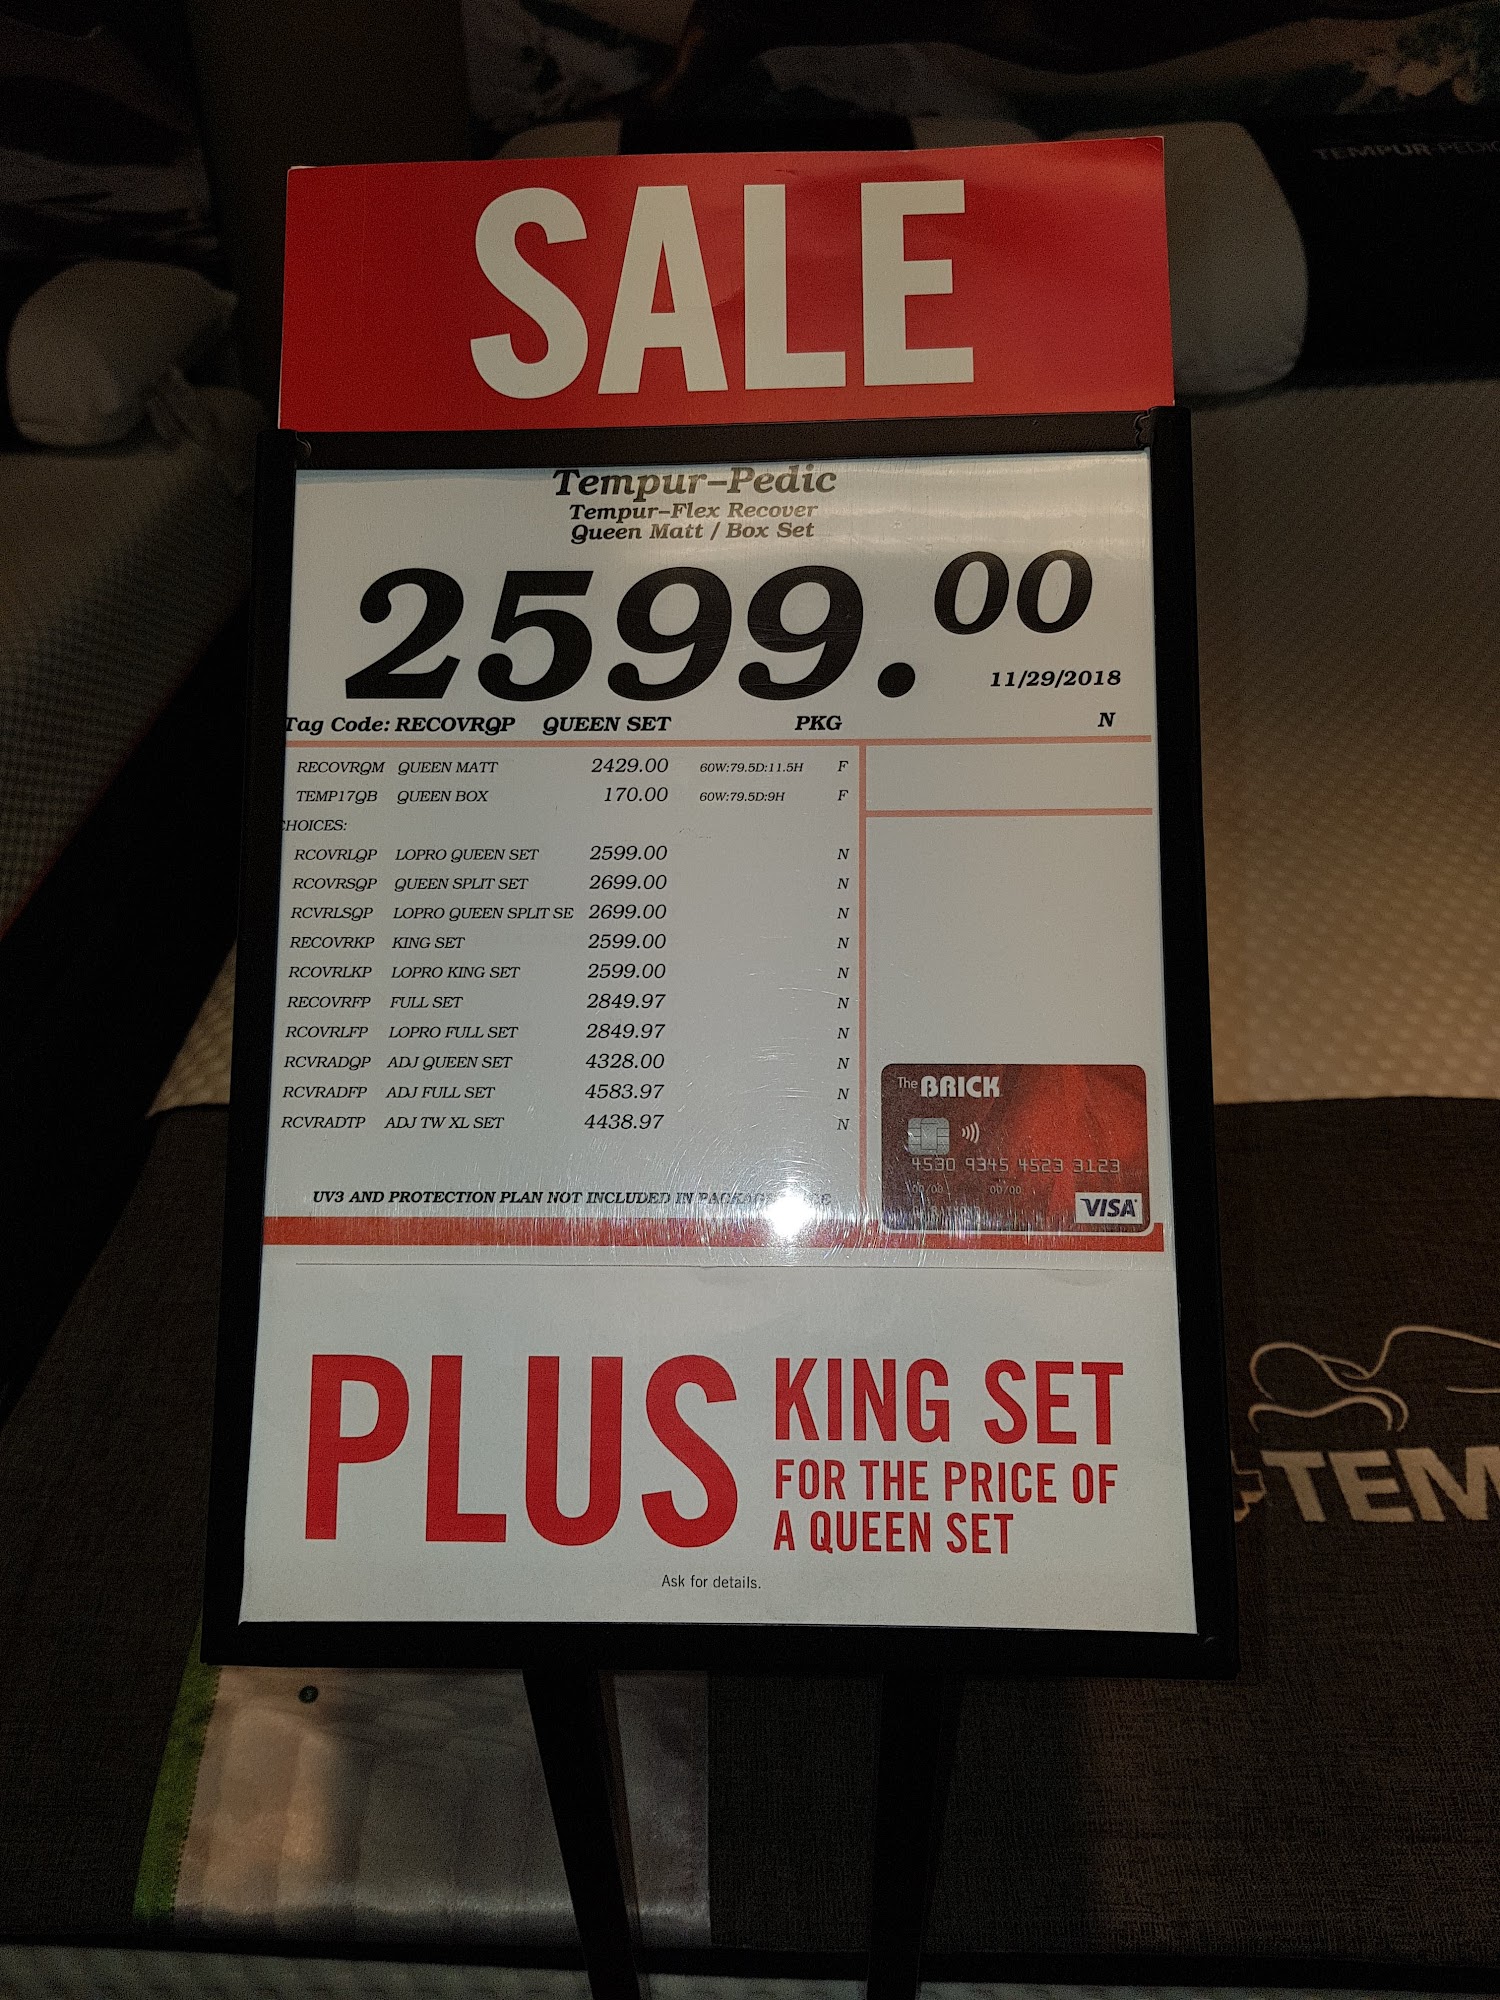 TEMPUR-PEDIC
SALE
Tempur-Pedic
Tempur-Flex Recover
Queen Matt / Box Set
2599.00
11/29/2018
Tag Code: RECOVRQP QUEEN SET PKG N
RECOVRQM QUEEN MATT 2429.00 60W:79.5D:11.5H F
TEMP17QB QUEEN BOX 170.00 60W:79.5D:9H F
CHOICES:
RCOVRLQP LOPRO QUEEN SET 2599.00 N
RCOVRSQP QUEEN SPLIT SET 2699.00 N
RCVRLSQP LOPRO QUEEN SPLIT SE 2699.00 N
RECOVRKP KING SET 2599.00 N
RCOVRLKP LOPRO KING SET 2599.00 N
RECOVRFP FULL SET 2849.97 N
RCOVRLFP LOPRO FULL SET 2849.97 N
RCVRADQP ADJ QUEEN SET 4328.00 N
RCVRADFP ADJ FULL SET 4583.97 N
RCVRADTP ADJ TW XL SET 4438.97 N
The BRICK
4530 9345 4523 3123
00/00 00/00
VISA
UV3 AND PROTECTION PLAN NOT INCLUDED IN
PLUS KING SET
FOR THE PRICE OF
A QUEEN SET
Ask for details.
TEM